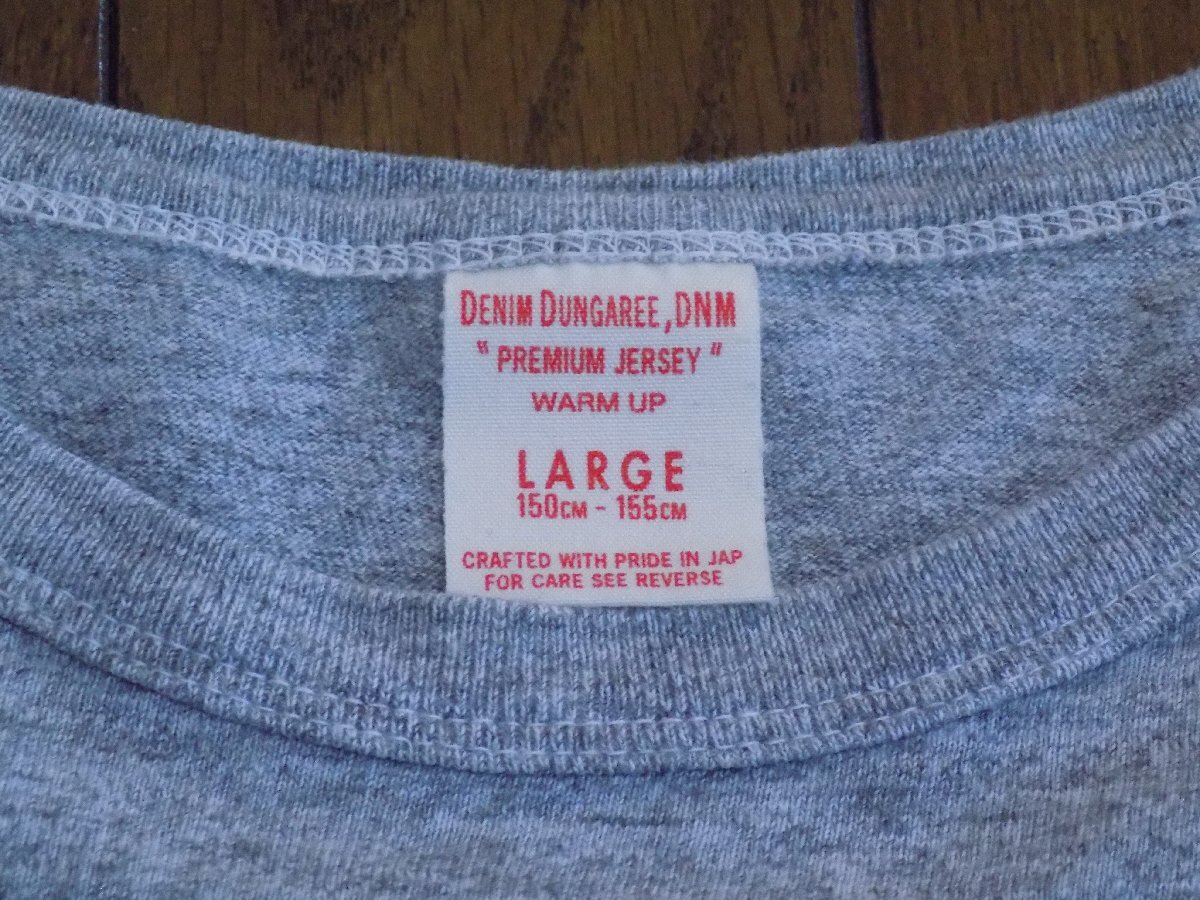 DENIM DUNGAREE, DNM
" PREMIUM JERSEY "
WARM UP
LARGE
150CM - 155CM
CRAFTED WITH PRIDE IN JAP
FOR CARE SEE REVERSE